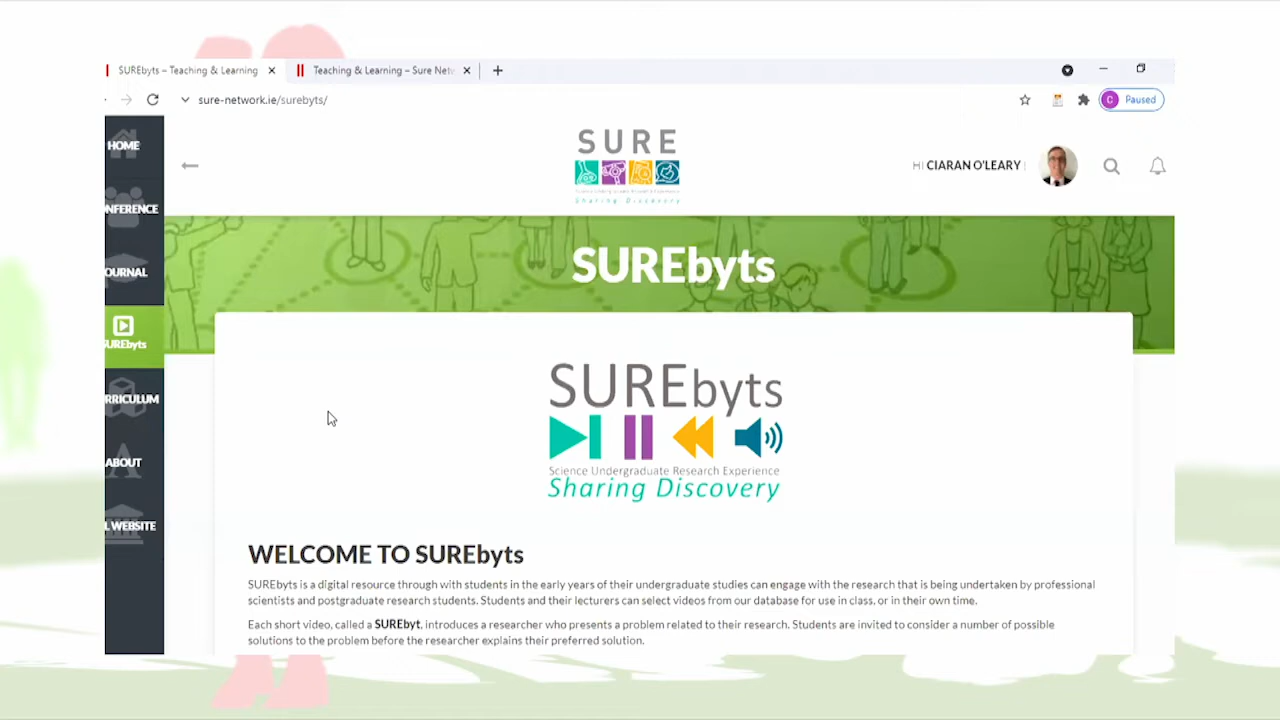 SUREbyts – Teaching & Learning
Teaching & Learning – Sure Net
sure-network.ie/surebyts/
C Paused
HOME
NFERENCE
OURNAL
SUREbyts
RRICULUM
ABOUT
L WEBSITE
SURE
Science Undergraduate Research Experience
Sharing Discovery
HI CIARAN O'LEARY !
SUREbyts
SUREbyts
Science Undergraduate Research Experience
Sharing Discovery
WELCOME TO SUREbyts
SUREbyts is a digital resource through with students in the early years of their undergraduate studies can engage with the research that is being undertaken by professional
scientists and postgraduate research students. Students and their lecturers can select videos from our database for use in class, or in their own time.
Each short video, called a SUREbyt, introduces a researcher who presents a problem related to their research. Students are invited to consider a number of possible
solutions to the problem before the researcher explains their preferred solution.